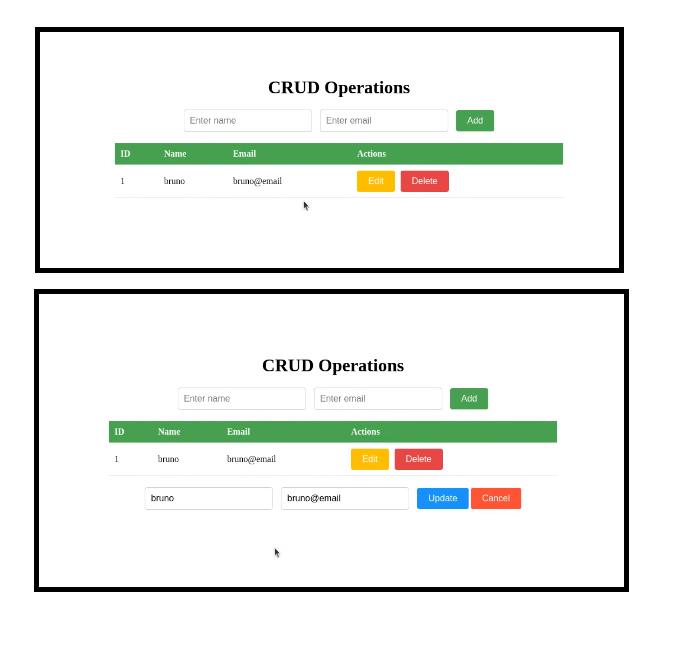 CRUD Operations
Enter name Enter email Add
ID Name Email Actions
1 bruno bruno@email Edit Delete
CRUD Operations
Enter name Enter email Add
ID Name Email Actions
1 bruno bruno@email Edit Delete
bruno bruno@email Update Cancel